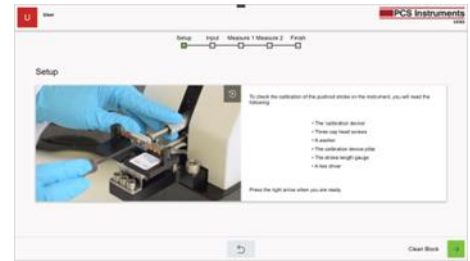 U User
PCS Instruments
Setup Input Measure 1 Measure 2 Finish
Setup
To check the calibration of the pushrod stroke on the instrument, you will need the
following:
• The 'calibration device'
• Three cap head screws
• A washer
• The calibration device pillar
• The stroke length gauge
• A hex driver
Press the right arrow when you are ready.
Clean Block